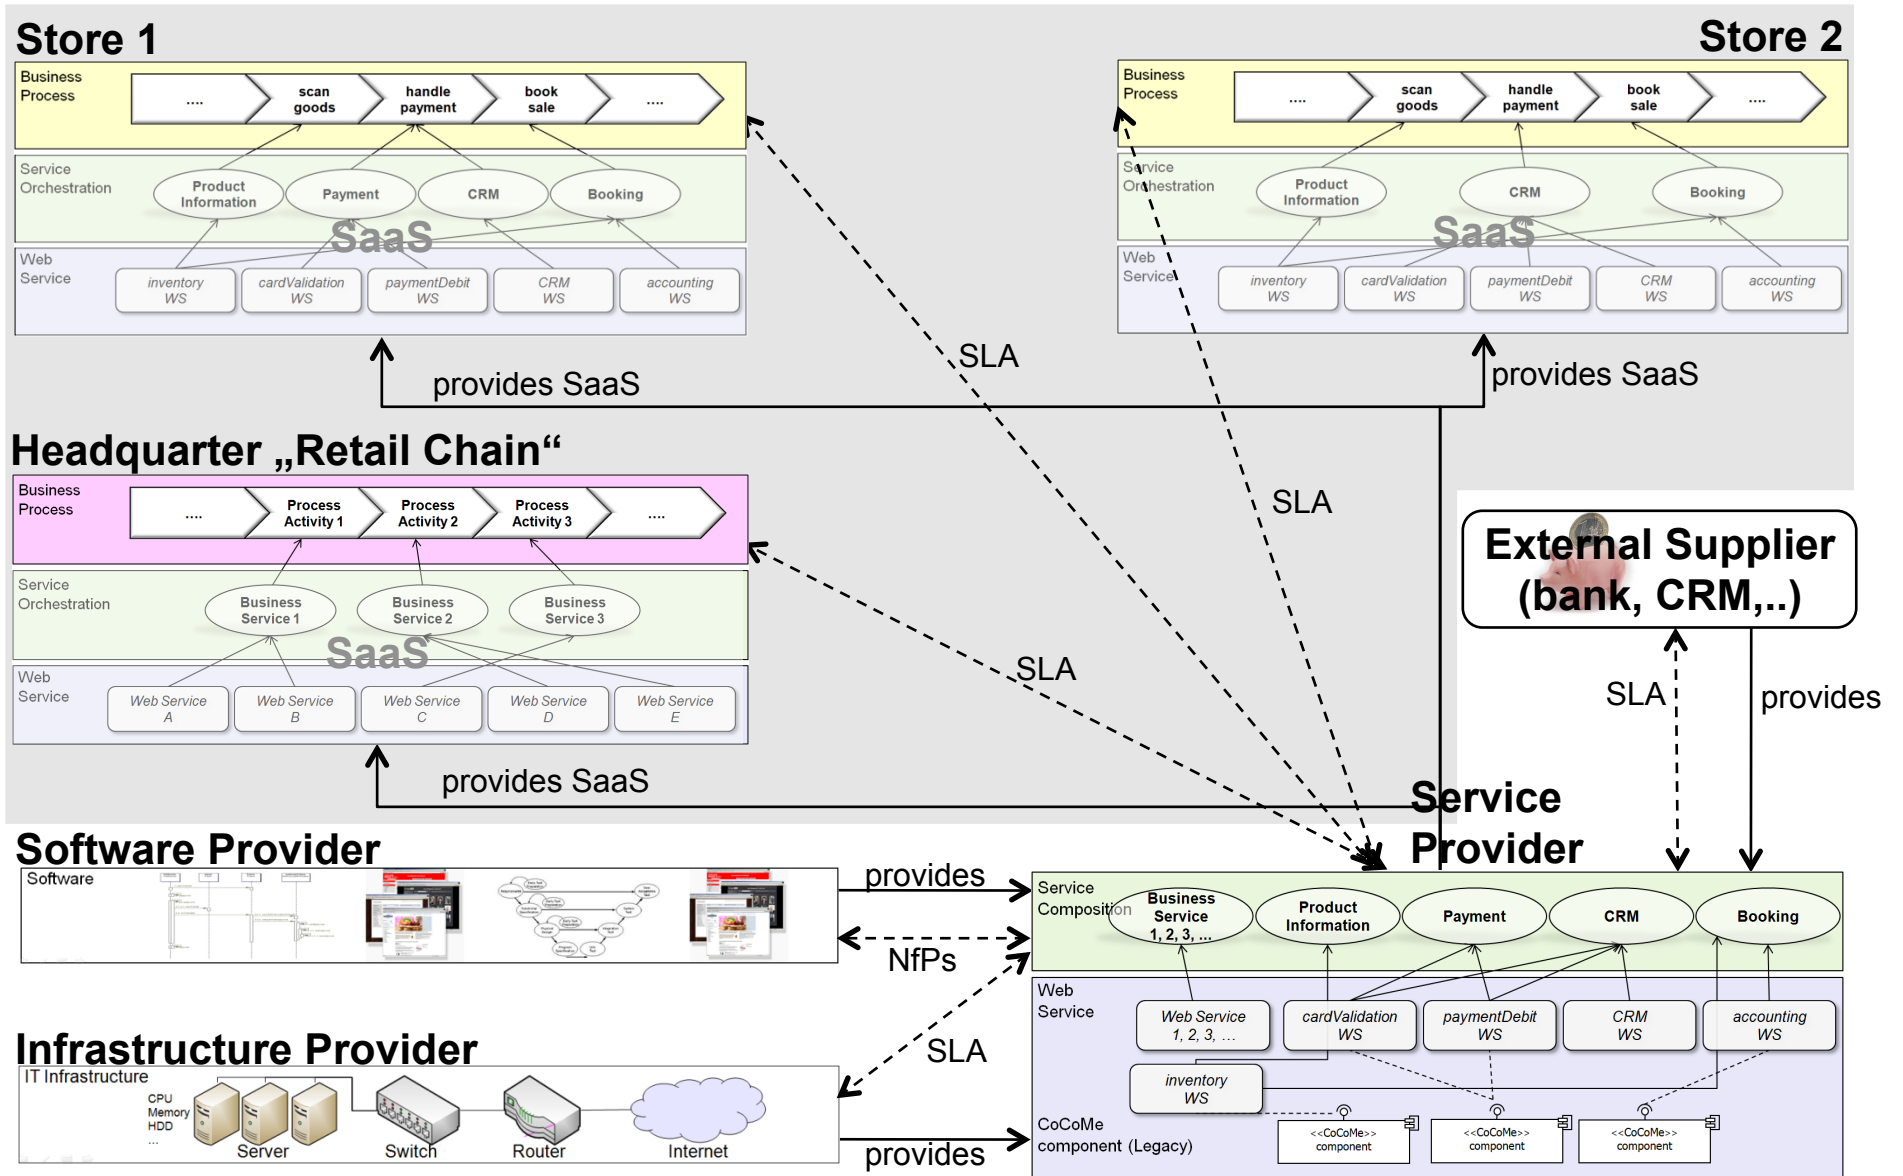 Store 1
Business
Process
....
scan
goods
handle
payment
book
sale
....
Service
Orchestration
Product
Information
Payment
CRM
Booking
SaaS
Web
Service
inventory
WS
cardValidation
WS
paymentDebit
WS
CRM
WS
accounting
WS
Store 2
Business
Process
....
scan
goods
handle
payment
book
sale
....
Service
Orchestration
Product
Information
CRM
Booking
SaaS
Web
Service
inventory
WS
cardValidation
WS
paymentDebit
WS
CRM
WS
accounting
WS
provides SaaS
SLA
provides SaaS
Headquarter „Retail Chain“
Business
Process
....
Process
Activity 1
Process
Activity 2
Process
Activity 3
....
Service
Orchestration
Business
Service 1
Business
Service 2
Business
Service 3
SaaS
Web
Service
Web Service
A
Web Service
B
Web Service
C
Web Service
D
Web Service
E
SLA
SLA
External Supplier
(bank, CRM,..)
SLA
provides
provides SaaS
Service
Provider
Software Provider
Software
provides
NfPs
Service
Composition
Business
Service
1, 2, 3, ...
Product
Information
Payment
CRM
Booking
Web
Service
Web Service
1, 2, 3, ...
cardValidation
WS
paymentDebit
WS
CRM
WS
accounting
WS
inventory
WS
CoCoMe
component (Legacy)
<<CoCoMe>>
component
<<CoCoMe>>
component
<<CoCoMe>>
component
Infrastructure Provider
SLA
IT Infrastructure
CPU
Memory
HDD
...
Server
Switch
Router
Internet
provides